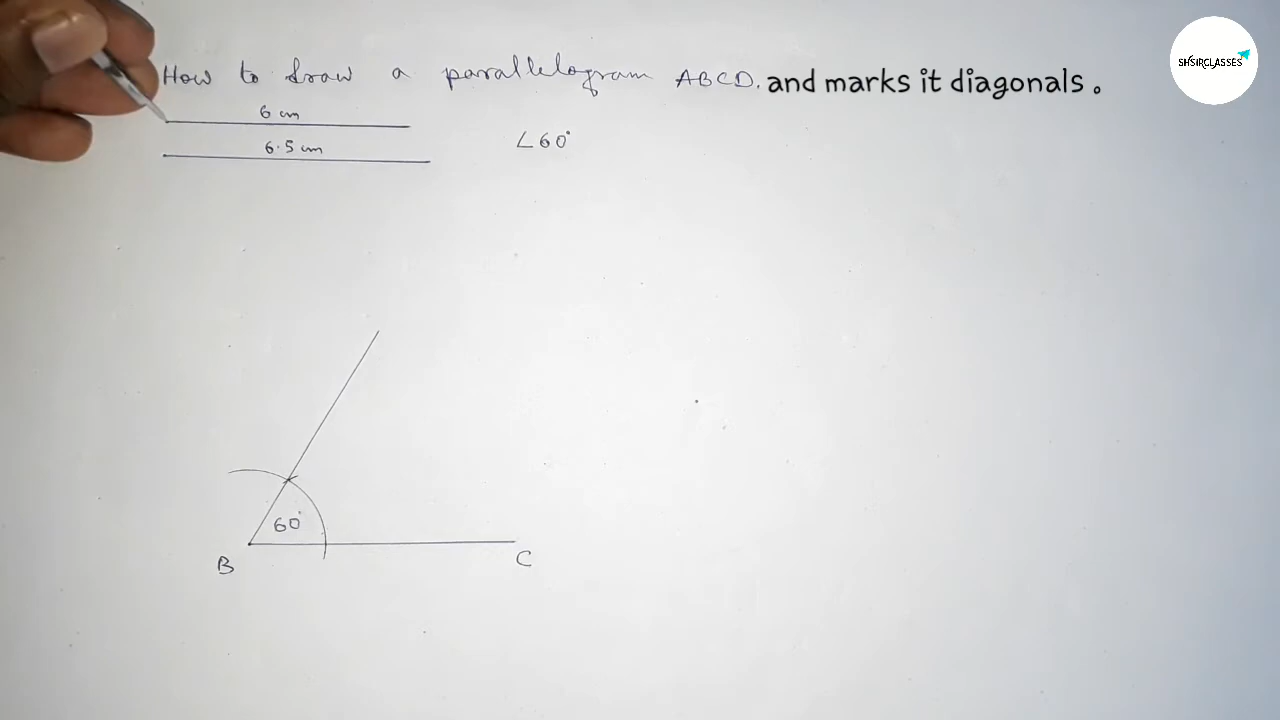 How to draw a parallelogram ABCD. and marks it diagonals.
SHSIRCLASSES
6 cm
6.5 cm
∠60°
60°
B
C